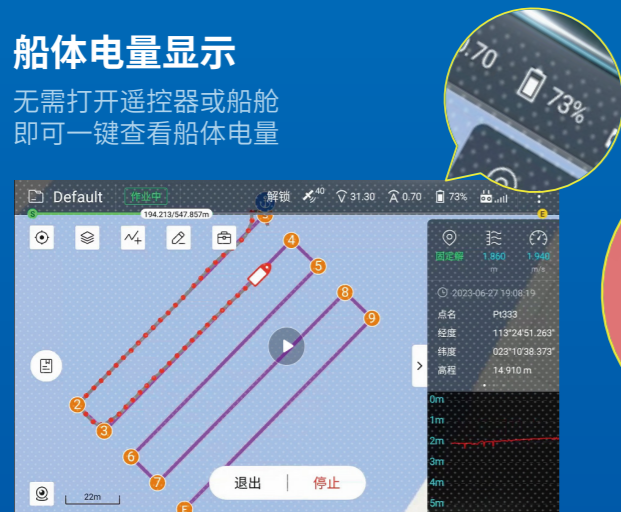 船体电量显示
无需打开遥控器或船舱
即可一键查看船体电量
.70 73%
Default 作业中 解锁 40 31.30 0.70 73%
S 194.213/547.857m E
4
5
8
9
2
3
6
7
E
固定解 1.860 1.940
m m/s
2023-06-27 19:08:19
点名 Pt333
经度 113°24'51.263"
纬度 023°10'38.373"
高程 14.910 m
0m
1m
2m
3m
4m
5m
退出 停止
22m